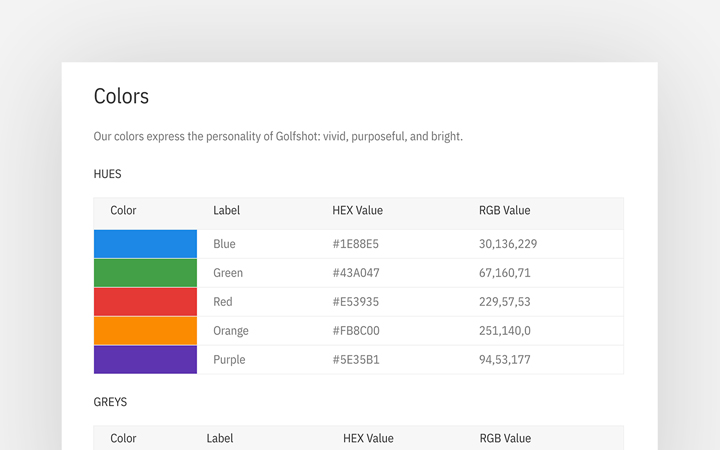 Colors
Our colors express the personality of Golfshot: vivid, purposeful, and bright.
HUES
Color Label HEX Value RGB Value
Blue #1E88E5 30,136,229
Green #43A047 67,160,71
Red #E53935 229,57,53
Orange #FB8C00 251,140,0
Purple #5E35B1 94,53,177
GREYS
Color Label HEX Value RGB Value